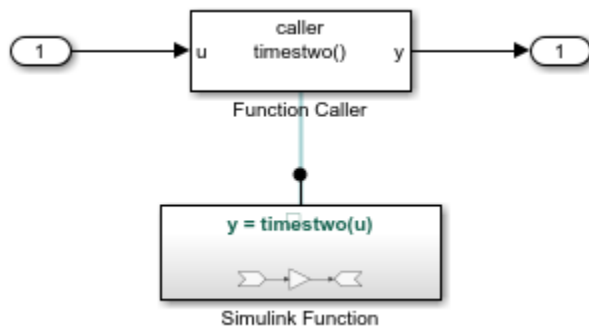 caller
1
u
timestwo()
y
1
Function Caller
y = timestwo(u)
Simulink Function